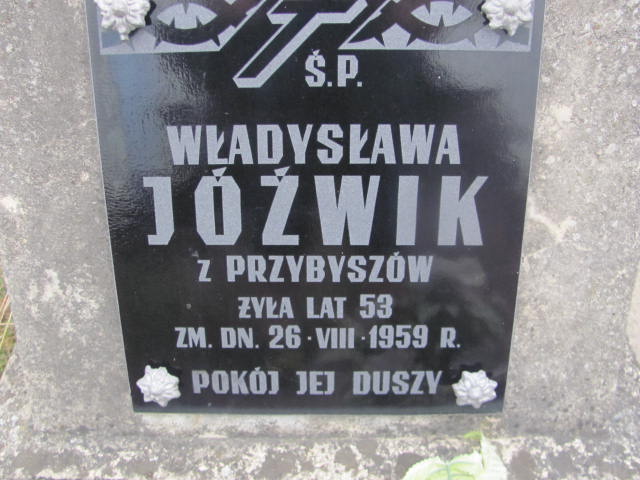 Ś.P.
WŁADYSŁAWA
JÓŹWIK
Z PRZYBYSZÓW
ŻYŁA LAT 53
ZM. DN. 26·VIII·1959 R.
POKÓJ JEJ DUSZY